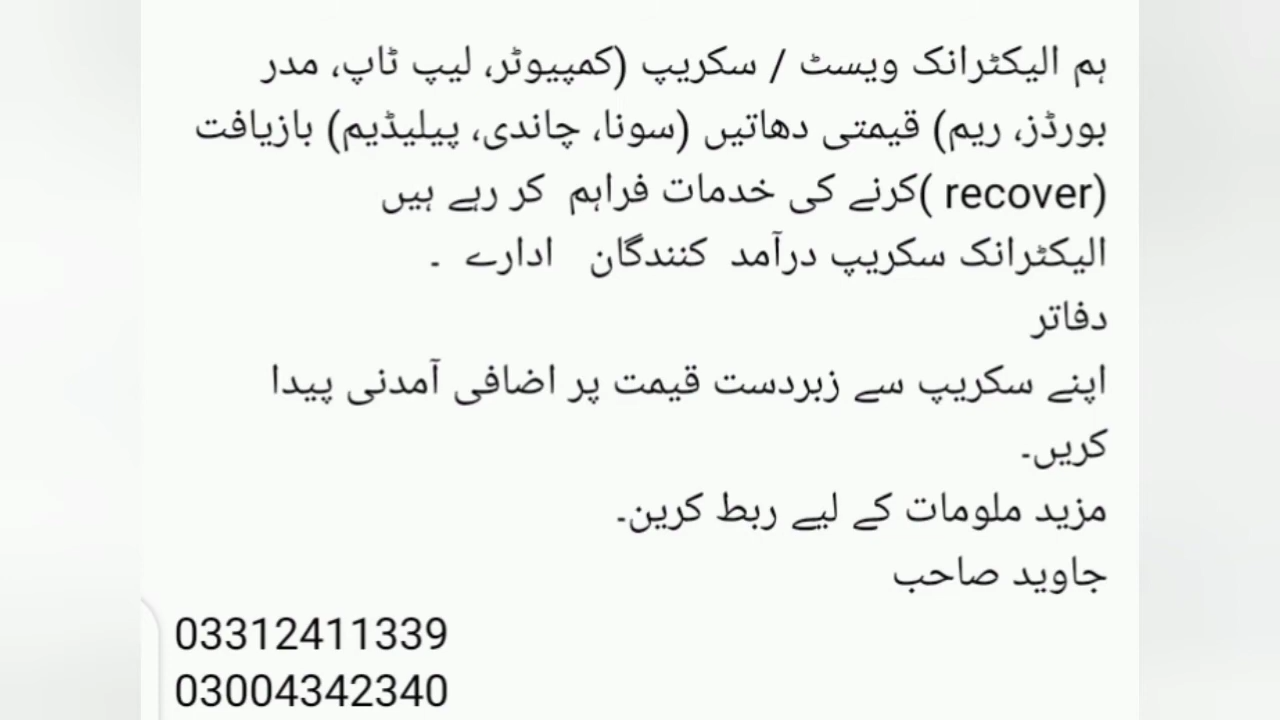 ہم الیکٹرانک ویسٹ / سکریپ (کمپیوٹر، لیپ ٹاپ، مدر
بورڈز، ریم) قیمتی دھاتیں (سونا، چاندی، پیلیڈیم) بازیافت
(recover )کرنے کی خدمات فراہم کر رہے ہیں
الیکٹرانک سکریپ درآمد کنندگان ادارے ۔
دفاتر
اپنے سکریپ سے زبردست قیمت پر اضافی آمدنی پیدا
کریں۔
مزید ملومات کے لیے ربط کرین۔
جاوید صاحب
03312411339
03004342340